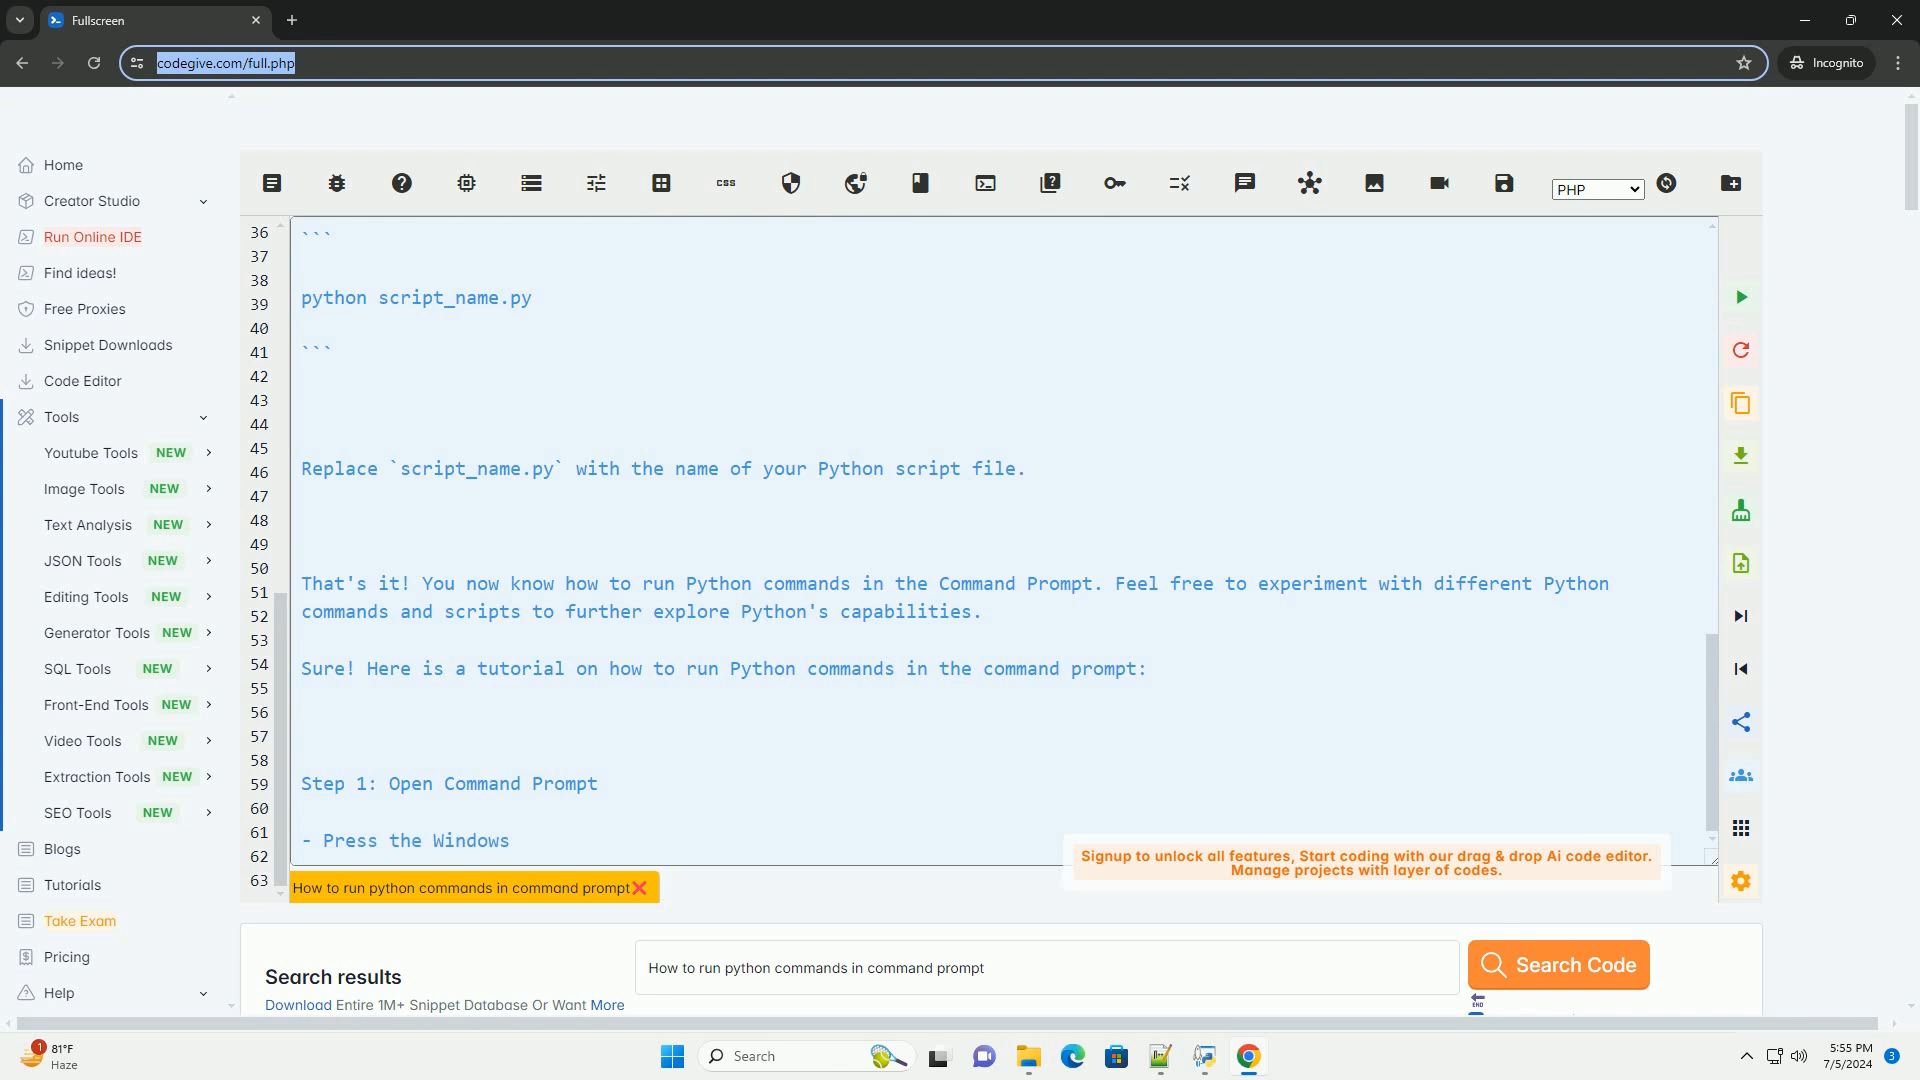 Fullscreen
codegive.com/full.php
Incognito
Home
Creator Studio
Run Online IDE
Find ideas!
Free Proxies
Snippet Downloads
Code Editor
Tools
Youtube Tools NEW
Image Tools NEW
Text Analysis NEW
JSON Tools NEW
Editing Tools NEW
Generator Tools NEW
SQL Tools NEW
Front-End Tools NEW
Video Tools NEW
Extraction Tools NEW
SEO Tools NEW
Blogs
Tutorials
Take Exam
Pricing
Help
css
PHP
36
37
38
39
40
41
42
43
44
45
46
47
48
49
50
51
52
53
54
55
56
57
58
59
60
61
62
63
```
python script_name.py
```
Replace `script_name.py` with the name of your Python script file.
That's it! You now know how to run Python commands in the Command Prompt. Feel free to experiment with different Python
commands and scripts to further explore Python's capabilities.
Sure! Here is a tutorial on how to run Python commands in the command prompt:
Step 1: Open Command Prompt
- Press the Windows
Signup to unlock all features, Start coding with our drag & drop Ai code editor.
Manage projects with layer of codes.
How to run python commands in command prompt
Search results
Download Entire 1M+ Snippet Database Or Want More
How to run python commands in command prompt
Search Code
END
1
81°F
Haze
Search
5:55 PM
7/5/2024
3